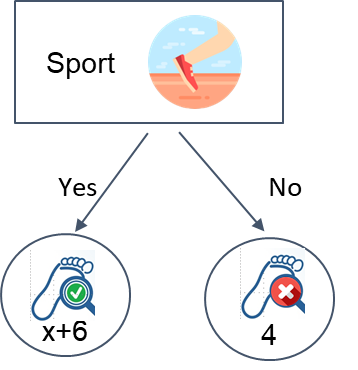 Sport
Yes
No
x+6
4